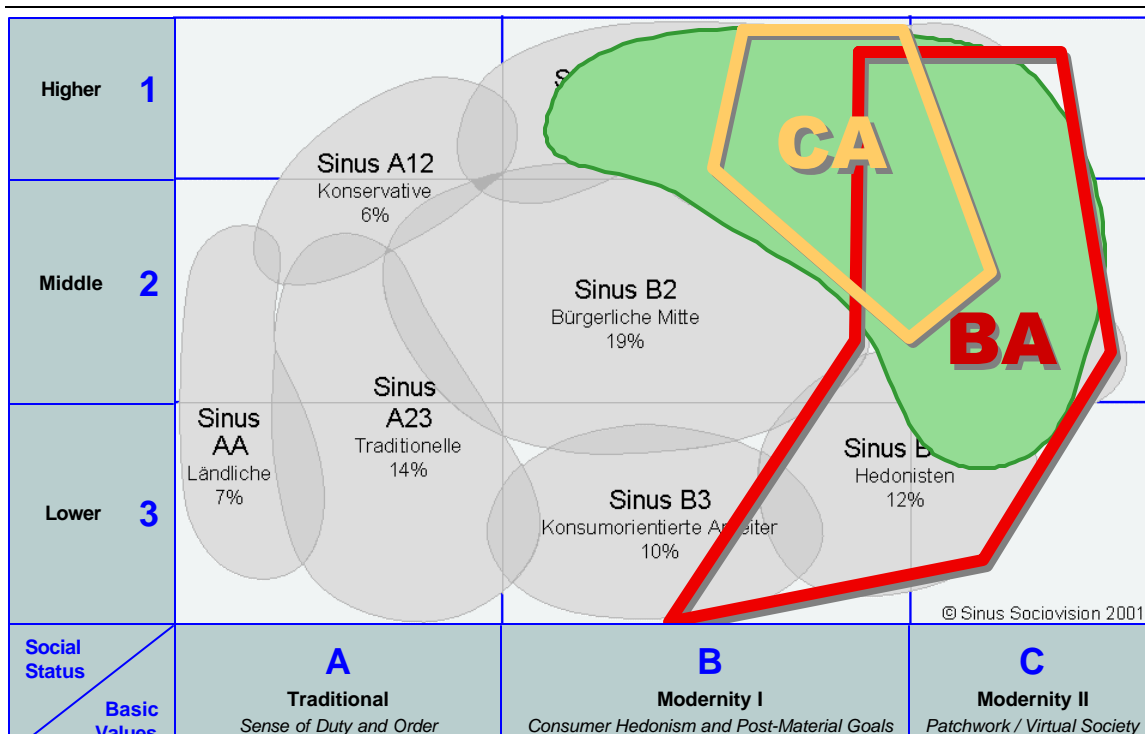 Higher 1
Middle 2
Lower 3
Sinus A12
Konservative
6%
CA
Sinus B2
Bürgerliche Mitte
19%
BA
Sinus
AA
Ländliche
7%
Sinus
A23
Traditionelle
14%
Sinus B3
10%
Sinus
Hedonisten
12%
© Sinus Sociovision 2001
Social
Status
Basic
Values
A
Traditional
Sense of Duty and Order
B
Modernity I
Consumer Hedonism and Post-Material Goals
C
Modernity II
Patchwork / Virtual Society